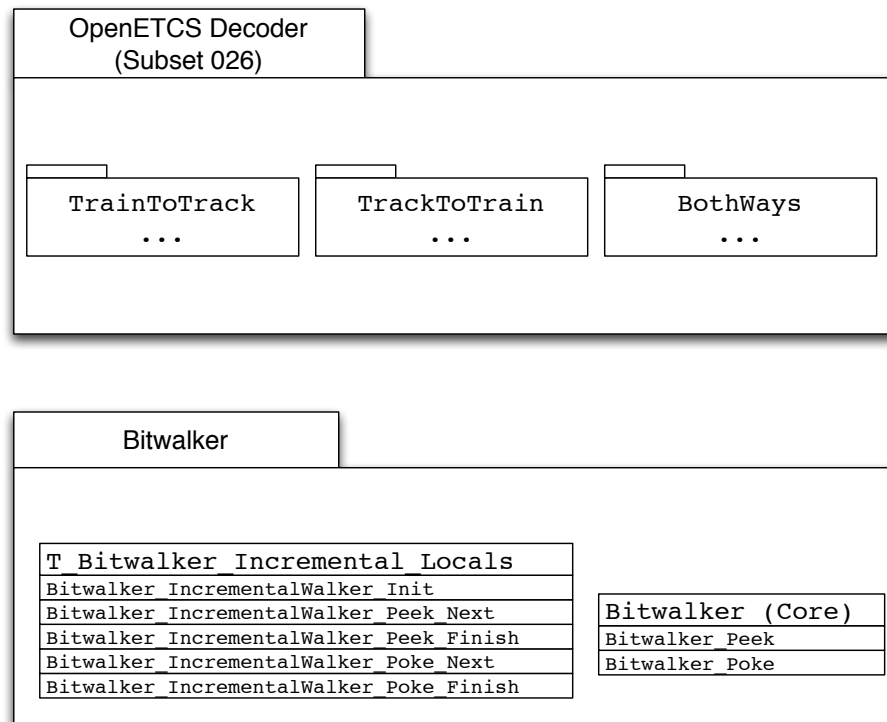 OpenETCS Decoder
(Subset 026)
TrainToTrack
...
TrackToTrain
...
BothWays
...
Bitwalker
T_Bitwalker_Incremental_Locals
Bitwalker_IncrementalWalker_Init
Bitwalker_IncrementalWalker_Peek_Next
Bitwalker_IncrementalWalker_Peek_Finish
Bitwalker_IncrementalWalker_Poke_Next
Bitwalker_IncrementalWalker_Poke_Finish
Bitwalker (Core)
Bitwalker_Peek
Bitwalker_Poke